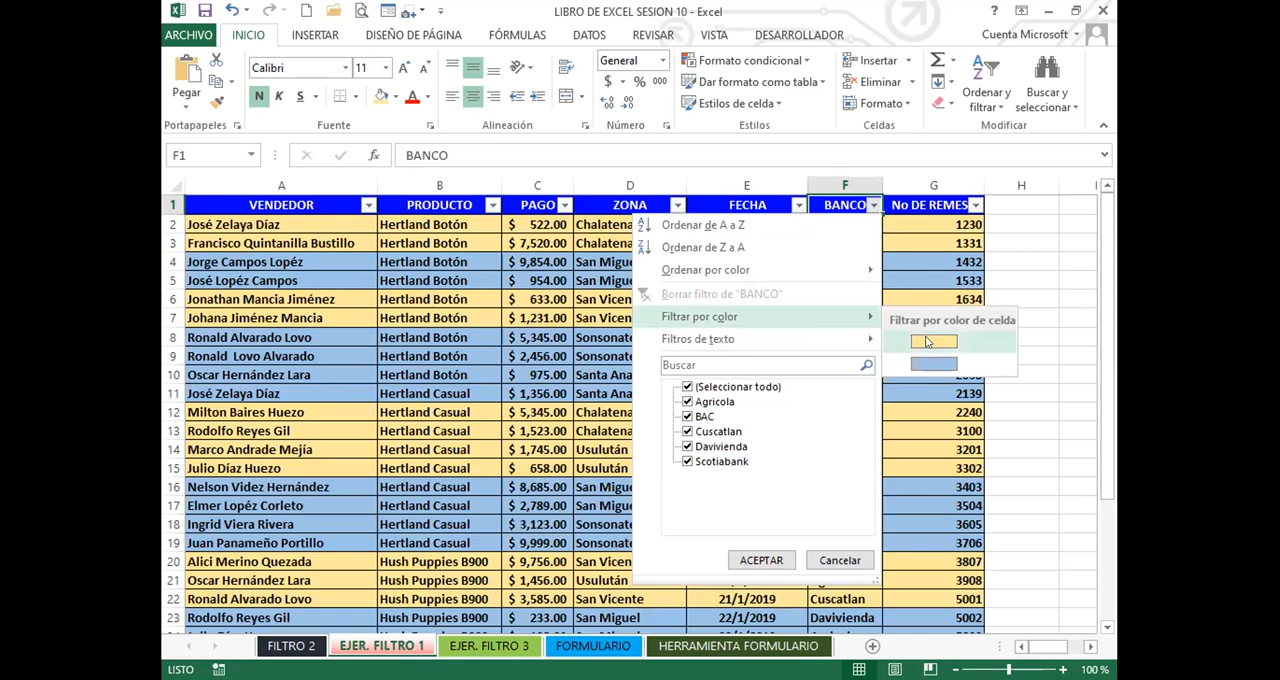 LIBRO DE EXCEL SESION 10 - Excel
ARCHIVO INICIO INSERTAR DISEÑO DE PÁGINA FÓRMULAS DATOS REVISAR VISTA DESARROLLADOR Cuenta Microsoft
Calibri 11 General Formato condicional Insertar
Dar formato como tabla Eliminar
Pegar N K S $ % 000 Estilos de celda Formato Ordenar y filtrar Buscar y seleccionar
Portapapeles Fuente Alineación Número Estilos Celdas Modificar
F1 fx BANCO
A B C D E F G H I
1 VENDEDOR PRODUCTO PAGO ZONA FECHA BANCO No DE REMES
2 José Zelaya Díaz Hertland Botón $ 522.00 Chalatena 1230
3 Francisco Quintanilla Bustillo Hertland Botón $ 7,520.00 Chalatena 1331
4 Jorge Campos Lopéz Hertland Botón $ 9,854.00 San Migue 1432
5 José Lopéz Campos Hertland Botón $ 954.00 San Migue 1533
6 Jonathan Mancia Jiménez Hertland Botón $ 633.00 San Vicen 1634
7 Johana Jiménez Mancia Hertland Botón $ 1,231.00 San Vicen
8 Ronald Alvarado Lovo Hertland Botón $ 5,345.00 Santa Ana
9 Ronald Lovo Alvarado Hertland Botón $ 2,456.00 Santa Ana
10 Oscar Hernández Lara Hertland Botón $ 975.00 Santa Ana
11 José Zelaya Díaz Hertland Casual $ 1,356.00 Santa Ana 2139
12 Milton Baires Huezo Hertland Casual $ 5,345.00 Chalatena 2240
13 Rodolfo Reyes Gil Hertland Casual $ 1,523.00 Chalatena 3100
14 Marco Andrade Mejía Hertland Casual $ 1,745.00 Usulután 3201
15 Julio Díaz Huezo Hertland Casual $ 658.00 Usulután 3302
16 Nelson Videz Hernández Hertland Casual $ 8,685.00 San Migue 3403
17 Elmer Lopéz Corleto Hertland Casual $ 2,789.00 San Migue 3504
18 Ingrid Viera Rivera Hertland Casual $ 3,123.00 Sonsonate 3605
19 Juan Panameño Portillo Hertland Casual $ 9,999.00 Sonsonate 3706
20 Alici Merino Quezada Hush Puppies B900 $ 9,756.00 San Vicente 3807
21 Oscar Hernández Lara Hush Puppies B900 $ 1,456.00 Usulután 3908
22 Ronald Alvarado Lovo Hush Puppies B900 $ 3,585.00 San Vicente 21/1/2019 Cuscatlan 5001
23 Rodolfo Reyes Gil Hush Puppies B900 $ 233.00 San Miguel 22/1/2019 Davivienda 5002
Ordenar de A a Z
Ordenar de Z a A
Ordenar por color
Borrar filtro de "BANCO"
Filtrar por color
Filtros de texto
Buscar
(Seleccionar todo)
Agricola
BAC
Cuscatlan
Davivienda
Scotiabank
ACEPTAR Cancelar
Filtrar por color de celda
FILTRO 2 EJER. FILTRO 1 EJER. FILTRO 3 FORMULARIO HERRAMIENTA FORMULARIO
LISTO 100 %